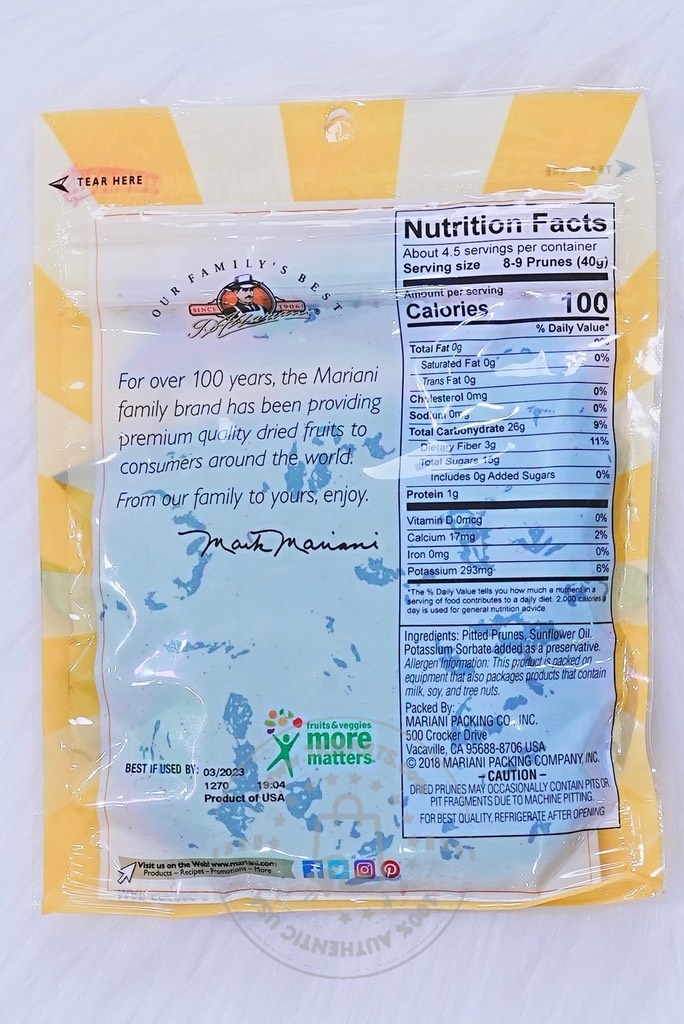 TEAR HERE
OUR FAMILY'S BEST
SINCE 1906
Mariani
For over 100 years, the Mariani
family brand has been providing
premium quality dried fruits to
consumers around the world.
From our family to yours, enjoy.
Mark Mariani
fruits & veggies
more
matters.
BEST IF USED BY: 03/2023
1270 19:04
Product of USA
Visit us on the Web! www.mariani.com
Products – Recipes – Promotions – More
Nutrition Facts
About 4.5 servings per container
Serving size 8-9 Prunes (40g)
Amount per serving
Calories 100
% Daily Value*
Total Fat 0g 0%
Saturated Fat 0g 0%
Trans Fat 0g
Cholesterol 0mg 0%
Sodium 0mg 0%
Total Carbohydrate 26g 9%
Dietary Fiber 3g 11%
Total Sugars 15g
Includes 0g Added Sugars 0%
Protein 1g
Vitamin D 0mcg 0%
Calcium 17mg 2%
Iron 0mg 0%
Potassium 293mg 6%
*The % Daily Value tells you how much a nutrient in a
serving of food contributes to a daily diet. 2,000 calories a
day is used for general nutrition advice.
Ingredients: Pitted Prunes, Sunflower Oil.
Potassium Sorbate added as a preservative.
Allergen Information: This product is packed on
equipment that also packages products that contain
milk, soy, and tree nuts.
Packed By:
MARIANI PACKING CO., INC.
500 Crocker Drive
Vacaville, CA 95688-8706 USA
© 2018 MARIANI PACKING COMPANY, INC.
– CAUTION –
DRIED PRUNES MAY OCCASIONALLY CONTAIN PITS OR
PIT FRAGMENTS DUE TO MACHINE PITTING.
FOR BEST QUALITY, REFRIGERATE AFTER OPENING
100% AUTHENTIC